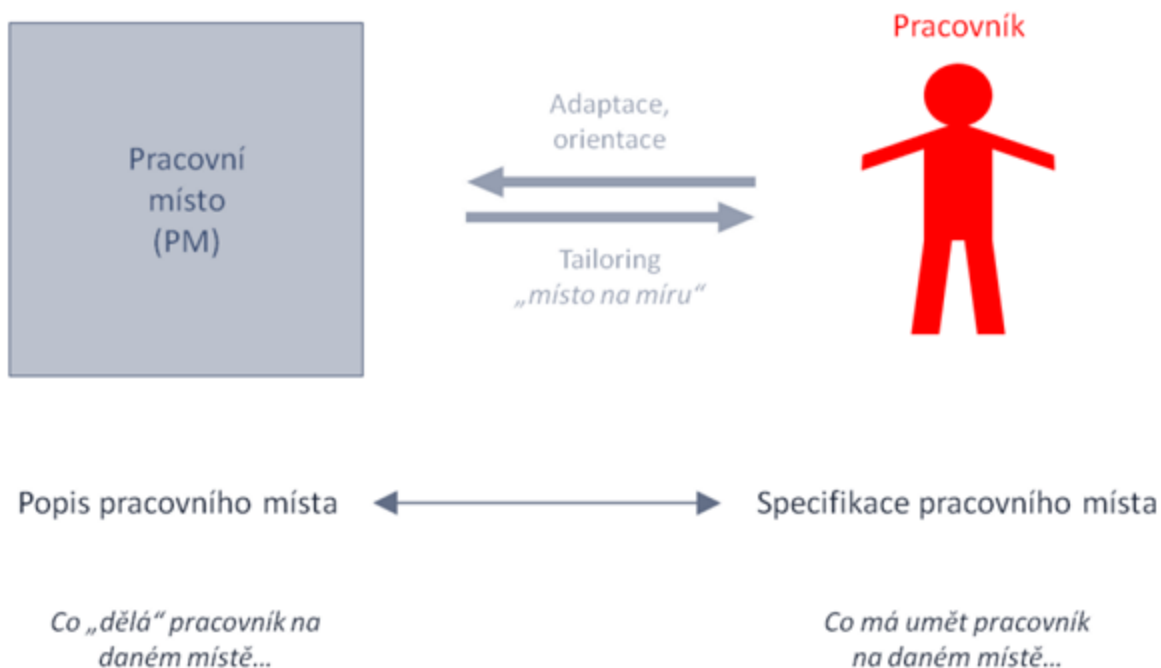 Pracovník
Adaptace,
orientace
Pracovní
místo
(PM)
Tailoring
„místo na míru“
Popis pracovního místa
Specifikace pracovního místa
Co „dělá“ pracovník na
daném místě...
Co má umět pracovník
na daném místě...